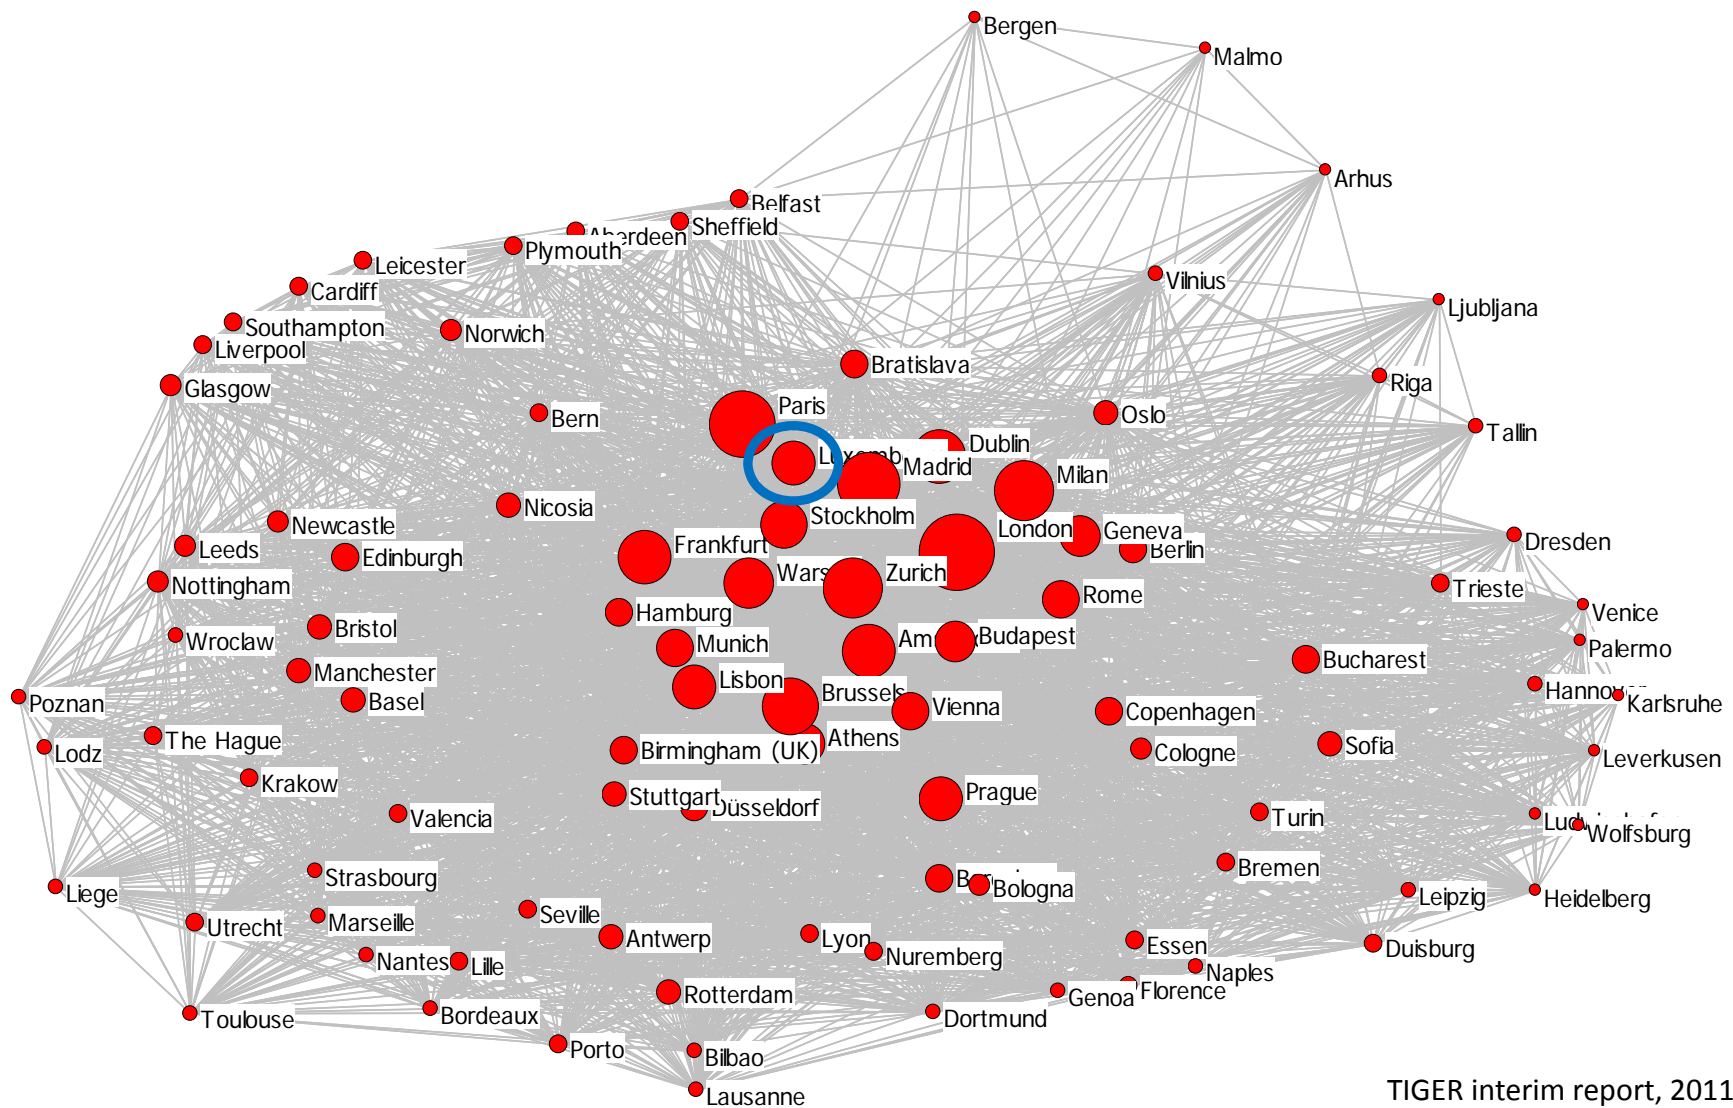 Bergen
Malmo
Arhus
Belfast
Sheffield
Plymouth
Leicester
Vilnius
Cardiff
Ljubljana
Southampton
Norwich
Liverpool
Bratislava
Riga
Glasgow
Paris
Bern
Oslo
Tallin
Dublin
Madrid
Milan
Nicosia
Stockholm
Newcastle
London
Geneva
Dresden
Leeds
Edinburgh
Frankfurt
Berlin
Nottingham
Zurich
Trieste
Rome
Venice
Hamburg
Bristol
Wroclaw
Munich
Budapest
Palermo
Manchester
Bucharest
Lisbon
Hannover
Poznan
Basel
Brussels
Vienna
Karlsruhe
Copenhagen
The Hague
Athens
Lodz
Birmingham (UK)
Cologne
Sofia
Leverkusen
Krakow
Stuttgart
Prague
Düsseldorf
Valencia
Turin
Wolfsburg
Strasbourg
Bremen
Liege
Bologna
Leipzig
Heidelberg
Utrecht
Marseille
Seville
Antwerp
Lyon
Essen
Duisburg
Nantes
Lille
Nuremberg
Naples
Rotterdam
Genoa
Florence
Toulouse
Bordeaux
Dortmund
Porto
Bilbao
Lausanne
TIGER interim report, 2011